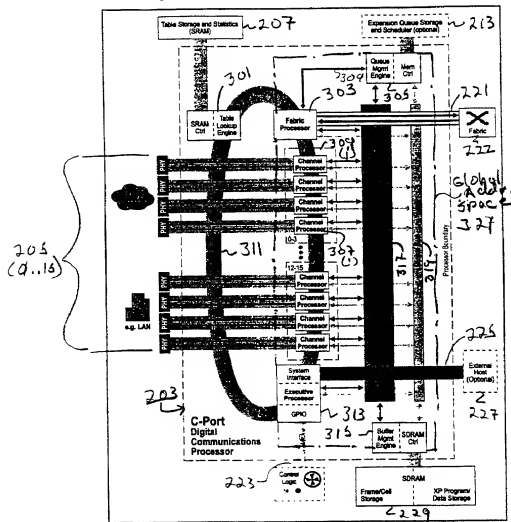 Table Storage and Statistics
(SRAM)
207
Expansion Queue Storage
and Scheduler (optional)
213
301
303
309
Queue
Mgmt
Engine
Mem
Ctrl
305
221
SRAM
Ctrl
Table
Lookup
Engine
Fabric
Processor
Fabric
222
PHY
PHY
PHY
PHY
Channel
Processor
Channel
Processor
Channel
Processor
Channel
Processor
0-3
307
Global
Addr
Space
327
Processor Boundary
205
(0..15)
311
317
319
12-15
e.g. LAN
PHY
PHY
PHY
PHY
Channel
Processor
Channel
Processor
Channel
Processor
Channel
Processor
225
203
System
Interface
Executive
Processor
GPIO
313
External
Host
(Optional)
227
C-Port
Digital
Communications
Processor
315
Buffer
Mgmt
Engine
SDRAM
Ctrl
223
Control
Logic
SDRAM
Frame/Cell
Storage
XP Program/
Data Storage
229